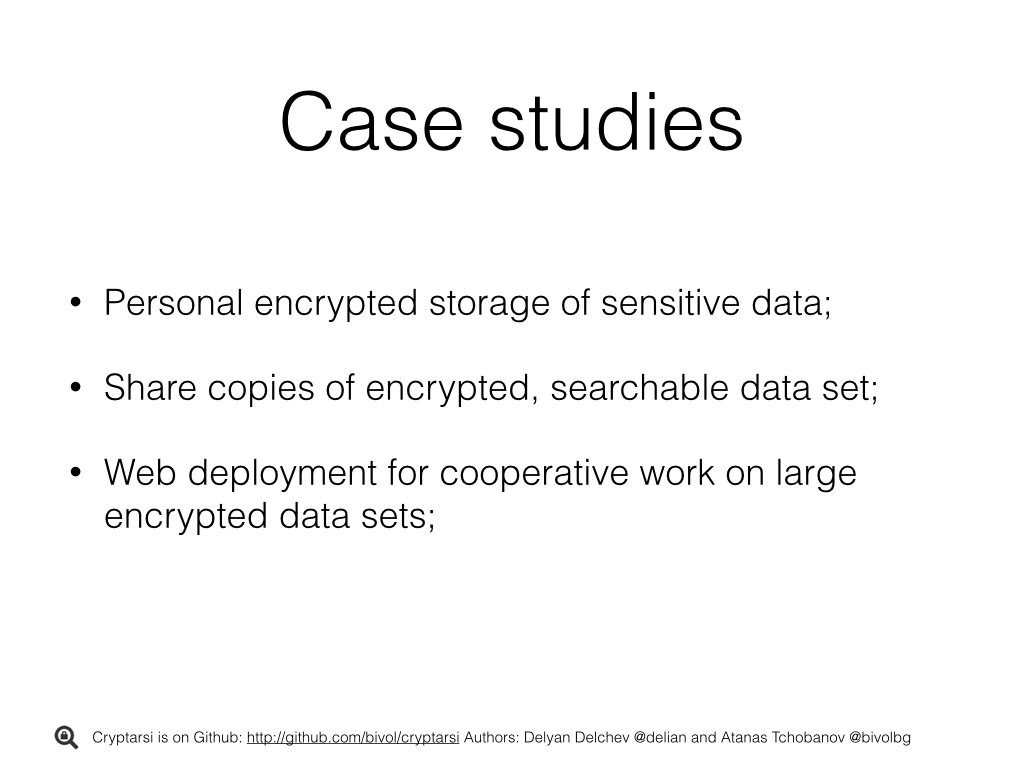 Case studies
• Personal encrypted storage of sensitive data;
• Share copies of encrypted, searchable data set;
• Web deployment for cooperative work on large
encrypted data sets;
Cryptarsi is on Github: http://github.com/bivol/cryptarsi Authors: Delyan Delchev @delian and Atanas Tchobanov @bivolbg